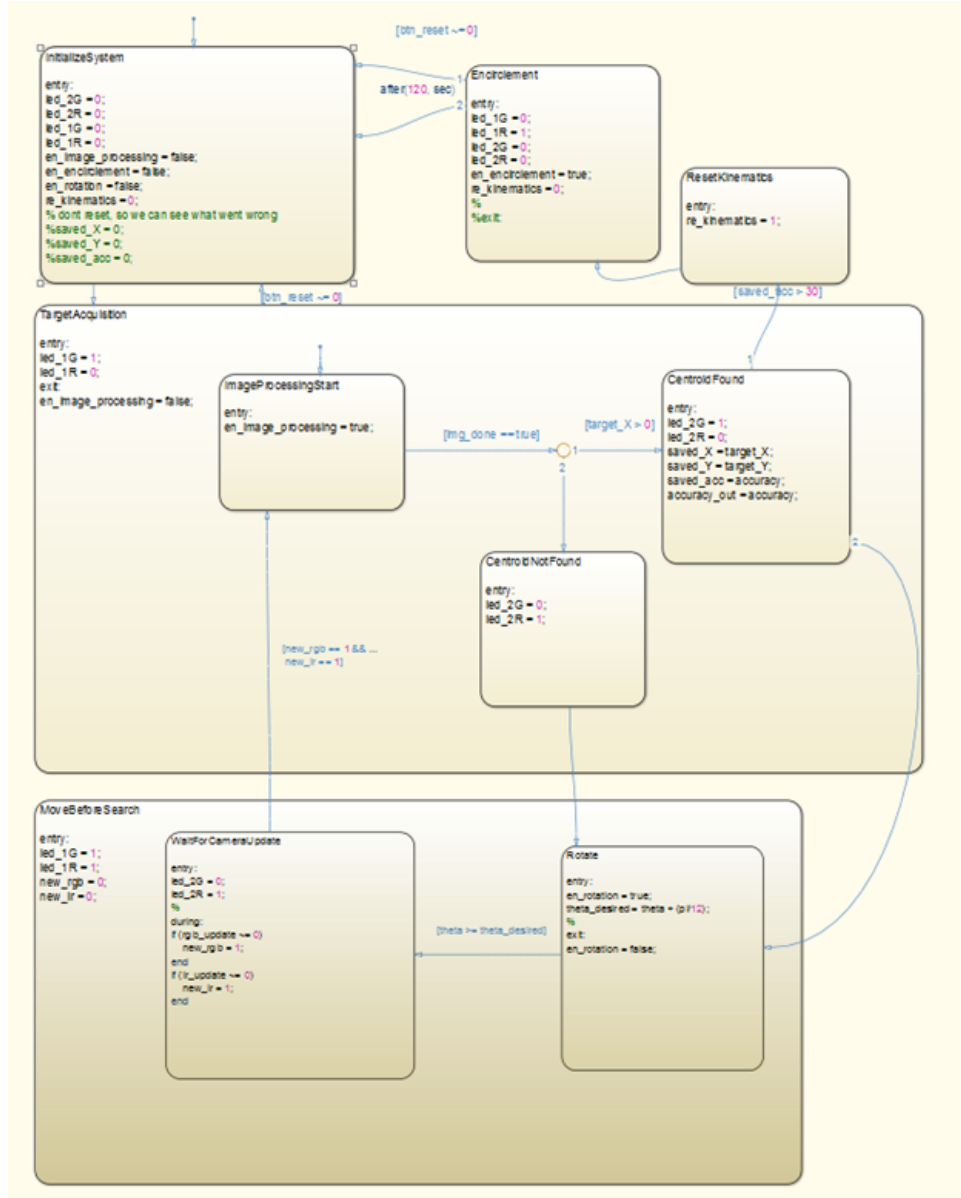 [btn_reset ~=0]
InitializeSystem
entry:
led_2G = 0;
led_2R = 0;
led_1G = 0;
led_1R = 0;
en_image_processing = false;
en_encirclement = false;
en_rotation =false;
re_kinematics =0;
% dont reset, so we can see what went wrong
%saved_X = 0;
%saved_Y = 0;
%saved_acc = 0;
1
after(120, sec)
2
Encirclement
entry:
led_1G =0;
led_1R = 1;
led_2G = 0;
led_2R = 0;
en_encirclement = true;
re_kinematics =0;
%
%exit:
ResetKinematics
entry:
re_kinematics = 1;
[btn_reset ~= 0]
[saved_acc > 30]
TargetAcquisition
entry:
led_1G = 1;
led_1R = 0;
exit:
en_image_processing = false;
ImageProcessingStart
entry:
en_image_processing = true;
[img_done ==true]
1
2
[target_X > 0]
1
CentroidFound
entry:
led_2G = 1;
led_2R = 0;
saved_X =target_X;
saved_Y =target_Y;
saved_acc =accuracy;
accuracy_out =accuracy;
2
CentroidNotFound
entry:
led_2G = 0;
led_2R = 1;
[new_rgb == 1 && ...
new_ir == 1]
MoveBeforeSearch
entry:
led_1G = 1;
led_1R = 1;
new_rgb = 0;
new_ir =0;
WaitForCameraUpdate
entry:
led_2G = 0;
led_2R = 1;
%
during:
if (rgb_update ~= 0)
new_rgb = 1;
end
if (ir_update ~= 0)
new_ir = 1;
end
[theta >= theta_desired]
Rotate
entry:
en_rotation = true;
theta_desired = theta + (pi/12);
%
exit:
en_rotation = false;